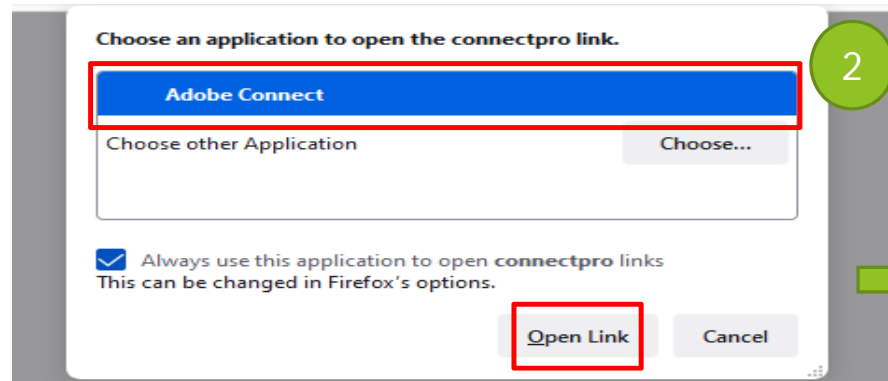 Choose an application to open the connectpro link.
2
Adobe Connect
Choose other Application
Choose...
Always use this application to open connectpro links
This can be changed in Firefox's options.
Open Link
Cancel